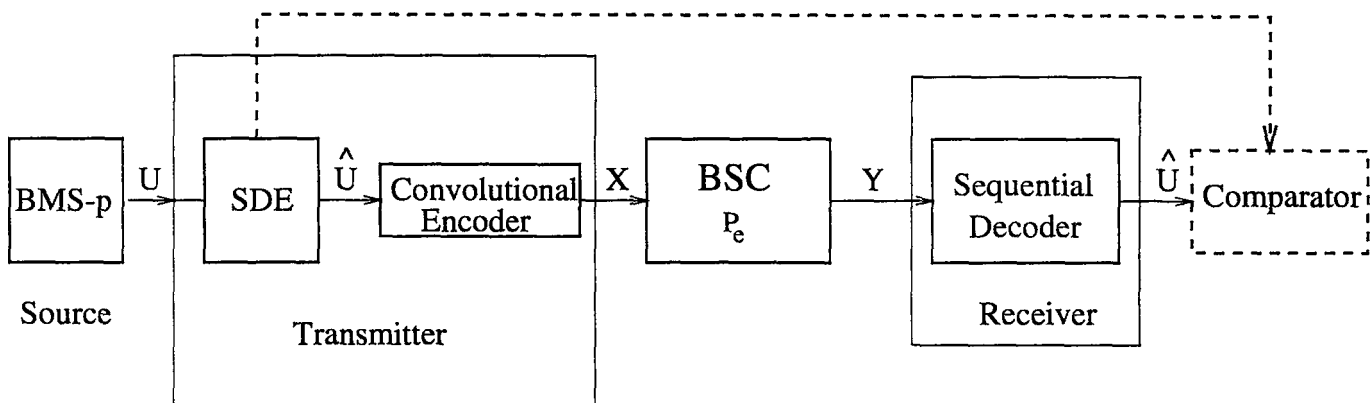 BMS-p
U
SDE
^
U
Convolutional
Encoder
X
BSC
Pe
Y
Sequential
Decoder
^
U
Comparator
Source
Transmitter
Receiver